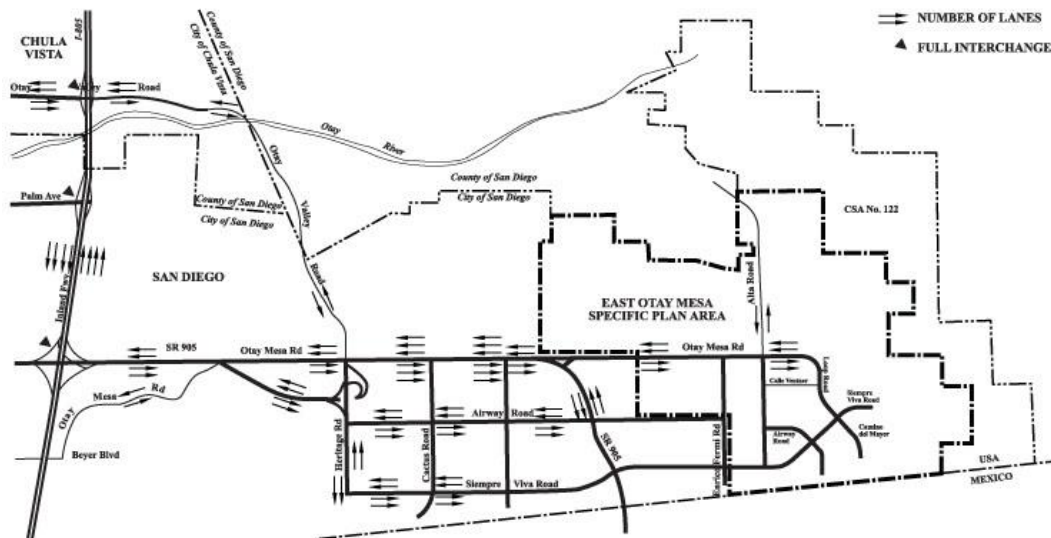 NUMBER OF LANES
FULL INTERCHANGE
CHULA
VISTA
I-805
County of San Diego
City of Chula Vista
Otay Valley Road
Otay
River
Otay
Valley
Road
County of San Diego
City of San Diego
Palm Ave
County of San Diego
City of San Diego
CSA No. 122
SAN DIEGO
Inland Fwy
EAST OTAY MESA
SPECIFIC PLAN AREA
Alta Road
SR 905
Otay Mesa Rd
Otay Mesa Rd
Otay
Mesa
Rd
Loop Road
Calle Ventner
Siempre
Viva Road
Heritage Rd
Cactus Road
Airway Road
SR 905
Enrico Fermi Rd
Airway
Road
Camino
del Mayor
Beyer Blvd
Siempre Viva Road
USA
MEXICO